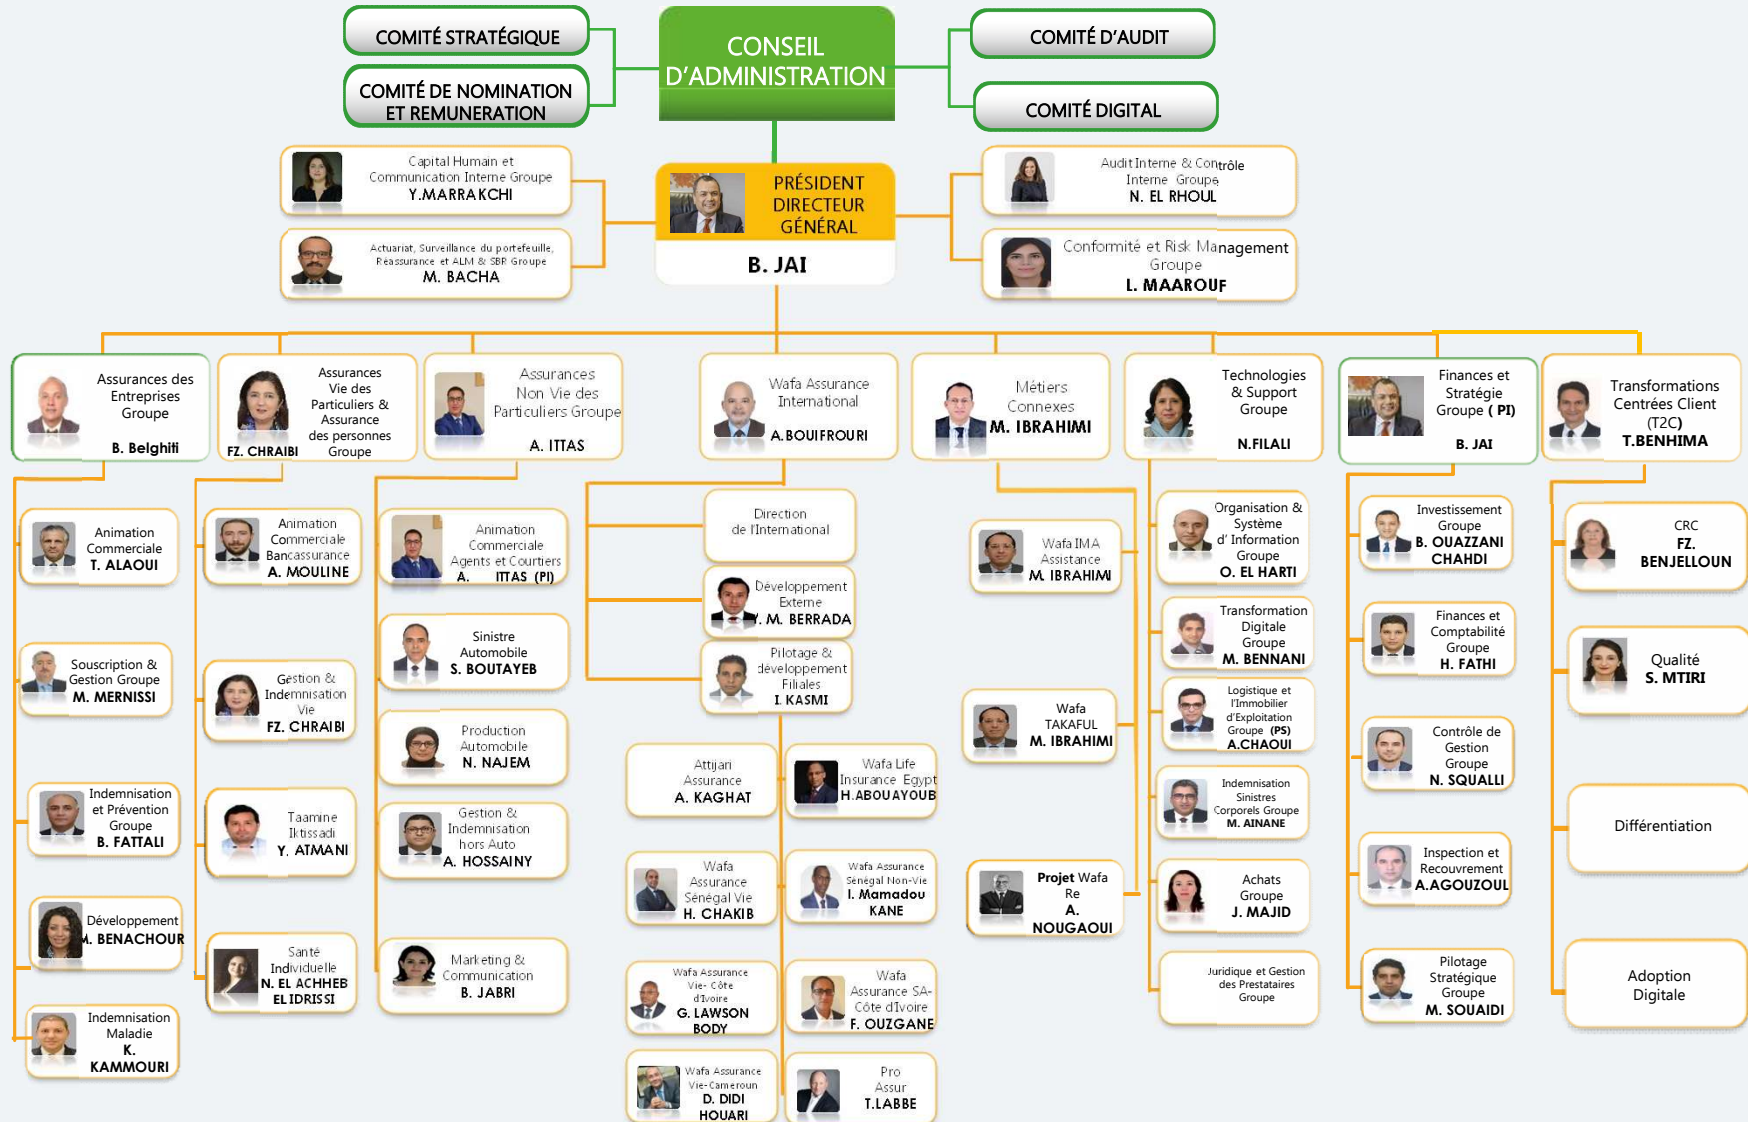 COMITÉ STRATÉGIQUE
COMITÉ DE NOMINATION
ET REMUNERATION
CONSEIL
D'ADMINISTRATION
COMITÉ D'AUDIT
COMITÉ DIGITAL
Capital Humain et
Communication Interne Groupe
Y.MARRAKCHI
Actuariat, Surveillance du portefeuille,
Réassurance et ALM & SBR Groupe
M. BACHA
PRÉSIDENT
DIRECTEUR
GÉNÉRAL
B. JAI
Audit Interne & Contrôle
Interne Groupe
N. EL RHOUL
Conformité et Risk Management
Groupe
L. MAAROUF
Assurances des
Entreprises
Groupe
B. Belghiti
Assurances
Vie des
Particuliers &
Assurance
des personnes
Groupe
FZ. CHRAIBI
Assurances
Non Vie des
Particuliers Groupe
A. ITTAS
Wafa Assurance
International
A.BOUIFROURI
Métiers
Connexes
M. IBRAHIMI
Technologies
& Support
Groupe
N.FILALI
Finances et
Stratégie
Groupe ( PI)
B. JAI
Transformations
Centrées Client
(T2C)
T.BENHIMA
Animation
Commerciale
T. ALAOUI
Souscription &
Gestion Groupe
M. MERNISSI
Indemnisation
et Prévention
Groupe
B. FATTALI
Développement
M. BENACHOUR
Indemnisation
Maladie
K.
KAMMOURI
Animation
Commerciale
Bancassurance
A. MOULINE
Gestion &
Indemnisation
Vie
FZ. CHRAIBI
Taamine
Iktissadi
Y. ATMANI
Santé
Individuelle
N. EL ACHHEB
EL IDRISSI
Animation
Commerciale
Agents et Courtiers
A. ITTAS (PI)
Sinistre
Automobile
S. BOUTAYEB
Production
Automobile
N. NAJEM
Gestion &
Indemnisation
hors Auto
A. HOSSAINY
Marketing &
Communication
B. JABRI
Direction
de l'International
Développement
Externe
Y. M. BERRADA
Pilotage &
développement
Filiales
I. KASMI
Attijari
Assurance
A. KAGHAT
Wafa Life
Insurance Egypt
H.ABOUAYOUB
Wafa
Assurance
Sénégal Vie
H. CHAKIB
Wafa Assurance
Sénégal Non-Vie
I. Mamadou
KANE
Wafa Assurance
Vie- Côte
d'Ivoire
G. LAWSON
BODY
Wafa
Assurance SA-
Côte d'Ivoire
F. OUZGANE
Wafa Assurance
Vie-Cameroun
D. DIDI
HOUARI
Pro
Assur
T.LABBE
Wafa IMA
Assistance
M. IBRAHIMI
Wafa
TAKAFUL
M. IBRAHIMI
Projet Wafa
Re
A.
NOUGAOUI
Organisation &
Système
d' Information
Groupe
O. EL HARTI
Transformation
Digitale
Groupe
M. BENNANI
Logistique et
l'Immobilier
d'Exploitation
Groupe (PS)
A.CHAOUI
Indemnisation
Sinistres
Corporels Groupe
M. AINANE
Achats
Groupe
J. MAJID
Juridique et Gestion
des Prestataires
Groupe
Investissement
Groupe
B. OUAZZANI
CHAHDI
Finances et
Comptabilité
Groupe
H. FATHI
Contrôle de
Gestion
Groupe
N. SQUALLI
Inspection et
Recouvrement
A.AGOUZOUL
Pilotage
Stratégique
Groupe
M. SOUAIDI
CRC
FZ.
BENJELLOUN
Qualité
S. MTIRI
Différentiation
Adoption
Digitale